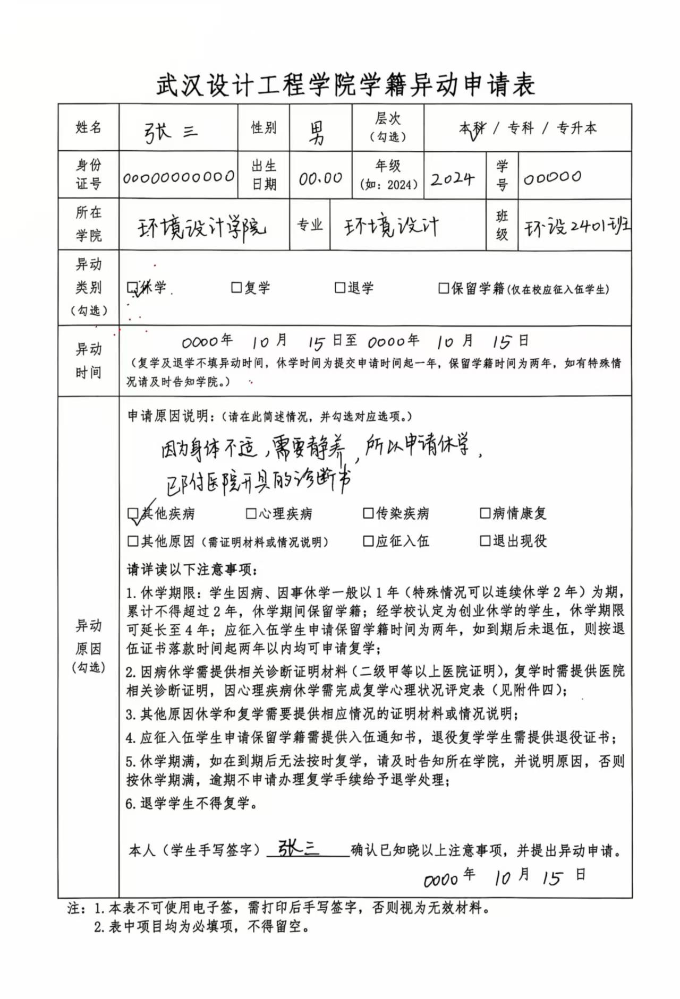 武汉设计工程学院学籍异动申请表
姓名 张三 性别 男 层次（勾选） 本科 / 专科 / 专升本
身份证号 00000000000 出生日期 00.00 年级（如：2024） 2024 学号 00000
所在学院 环境设计学院 专业 环境设计 班级 环设2401班
异动类别（勾选） □休学 □复学 □退学 □保留学籍(仅在校应征入伍学生)
异动时间 0000年 10月 15日至0000年 10月 15日
（复学及退学不填异动时间，休学时间为提交申请时间起一年，保留学籍时间为两年，如有特殊情
况请及时告知学院。）
异动原因(勾选)
申请原因说明：（请在此简述情况，并勾选对应选项。）
因为身体不适，需要静养，所以申请休学，
已附医院开具的诊断书
□其他疾病 □心理疾病 □传染疾病 □病情康复
□其他原因（需证明材料或情况说明） □应征入伍 □退出现役
请详读以下注意事项：
1.休学期限：学生因病、因事休学一般以1年（特殊情况可以连续休学2年）为期，
累计不得超过2年，休学期间保留学籍；经学校认定为创业休学的学生，休学期限
可延长至4年；应征入伍学生申请保留学籍时间为两年，如到期后未退伍，则按退
伍证书落款时间起两年以内均可申请复学；
2.因病休学需提供相关诊断证明材料（二级甲等以上医院证明），复学时需提供医院
相关诊断证明，因心理疾病休学需完成复学心理状况评定表（见附件四）；
3.其他原因休学和复学需要提供相应情况的证明材料或情况说明；
4.应征入伍学生申请保留学籍需提供入伍通知书，退役复学学生需提供退役证书；
5.休学期满，如在到期后无法按时复学，请及时告知所在学院，并说明原因，否则
按休学期满，逾期不申请办理复学手续给予退学处理；
6.退学学生不得复学。
本人（学生手写签字）张三确认已知晓以上注意事项，并提出异动申请。
0000年 10月 15日
注：1.本表不可使用电子签，需打印后手写签字，否则视为无效材料。
2.表中项目均为必填项，不得留空。